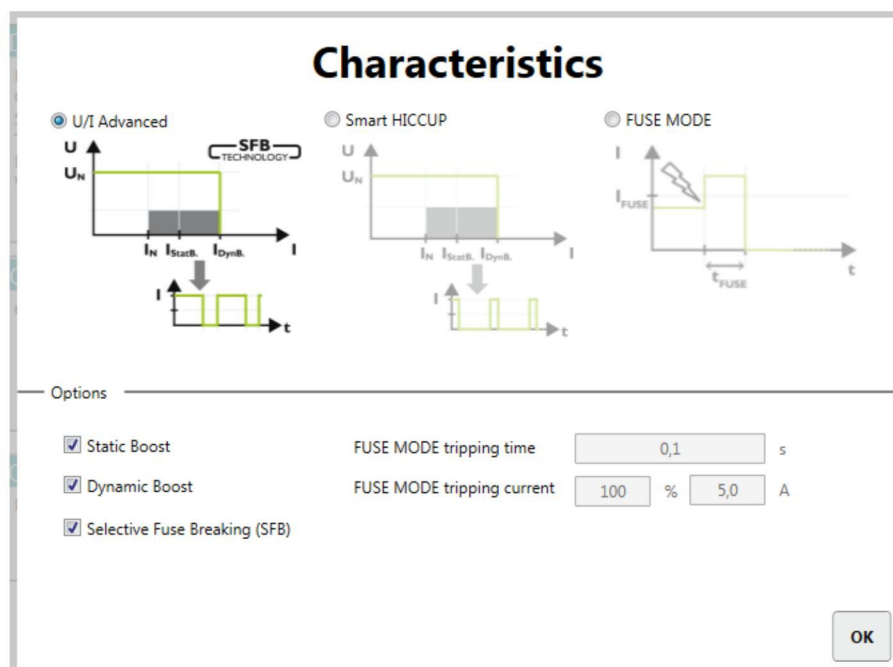 Characteristics
U/I Advanced
Smart HICCUP
FUSE MODE
U
SFB
TECHNOLOGY
UN
IN IStatB. IDynB. I
I
t
U
UN
IN IStatB. IDynB. I
I
t
I
IFUSE
tFUSE
t
Options
Static Boost
FUSE MODE tripping time 0,1 s
Dynamic Boost
FUSE MODE tripping current 100 % 5,0 A
Selective Fuse Breaking (SFB)
OK